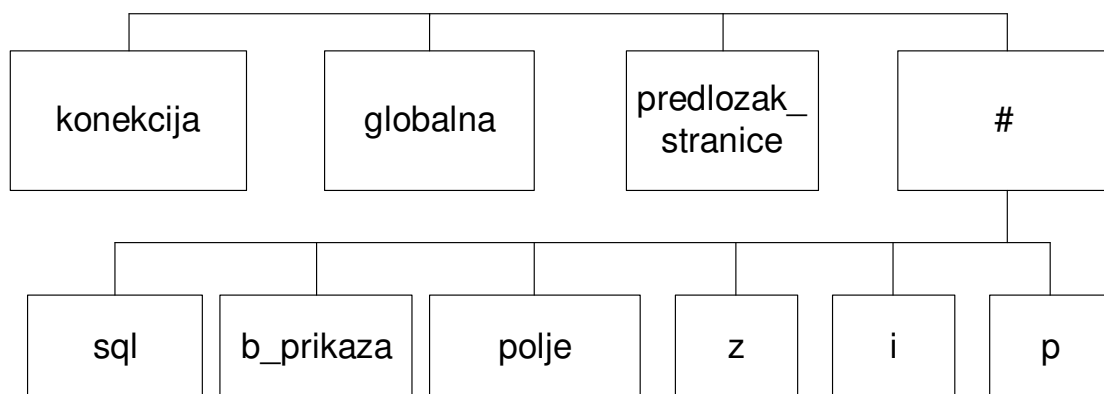 konekcija
globalna
predlozak_
stranice
#
sql
b_prikaza
polje
z
i
p